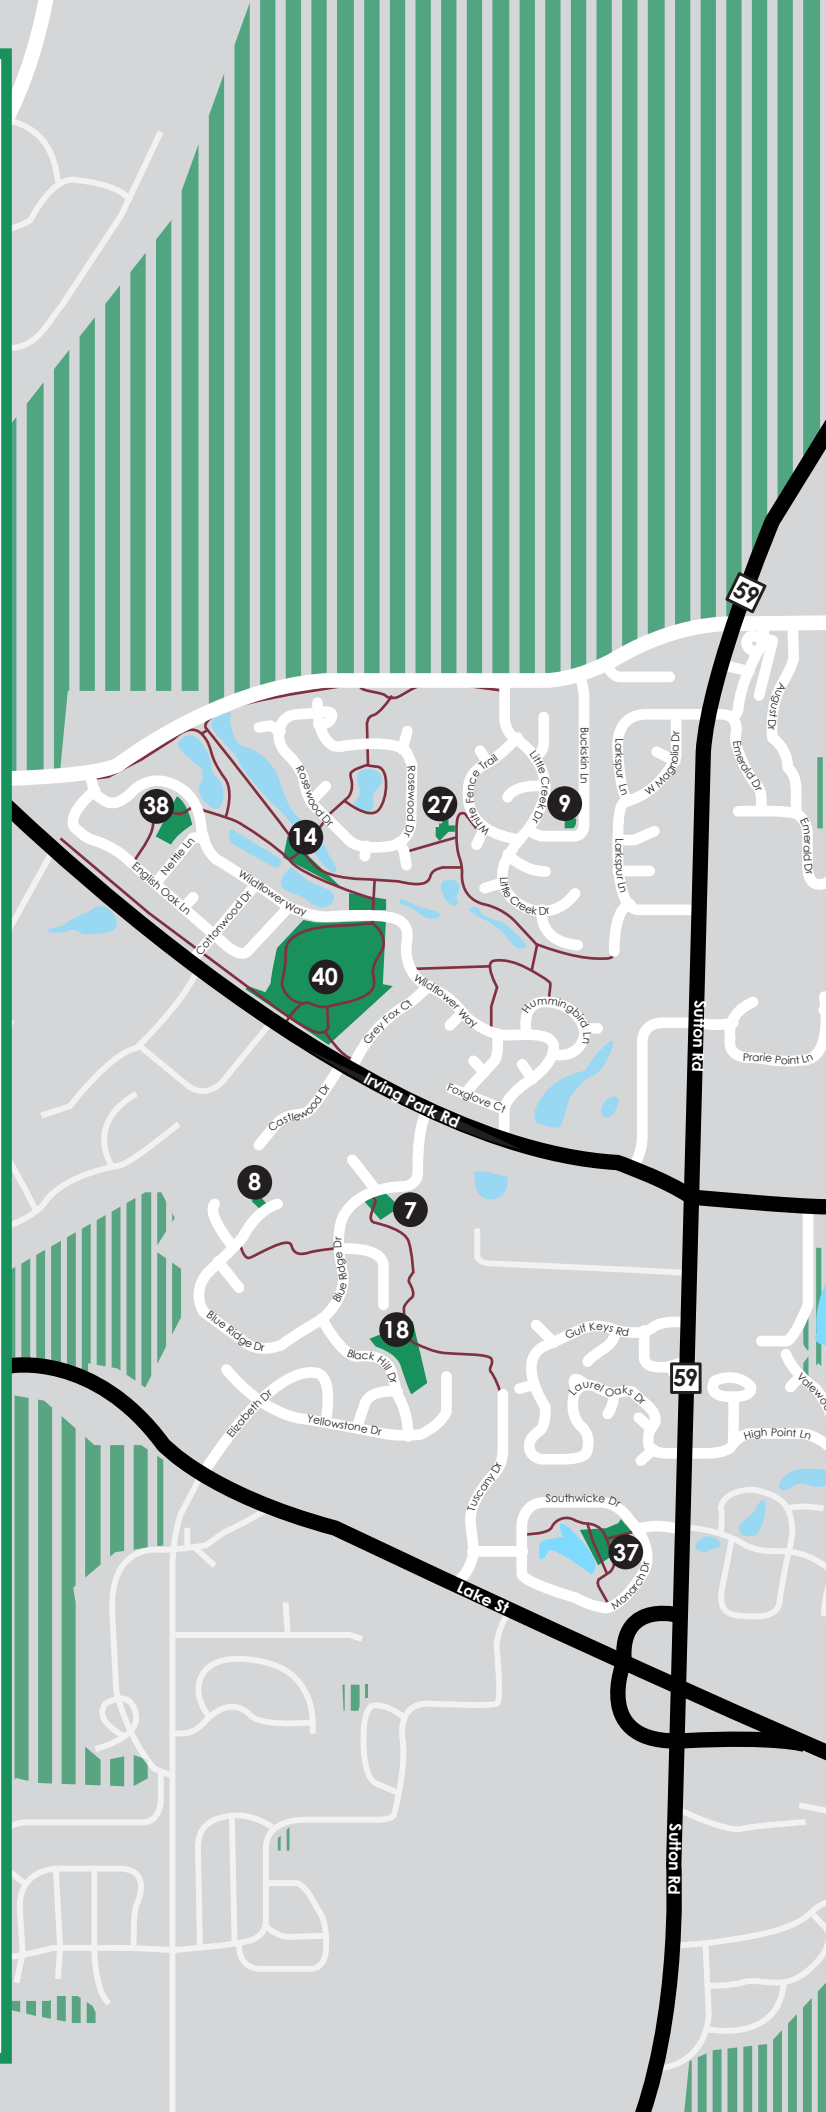 59
August Dr
Buckskin Ln
Larkspur Ln
W Magnolia Dr
Emerald Dr
Rosewood Dr
Rosewood Dr
White Fence Trail
Little Creek Dr
38
27
9
14
Emerald Dr
Nettle Ln
English Oak Ln
Wildflower Way
Cottonwood Dr
Little Creek Dr
Larkspur Ln
40
Wildflower Way
Grey Fox Ct
Hummingbird Ln
Sutton Rd
Prarie Point Ln
Irving Park Rd
Foxglove Ct
Castlewood Dr
8
7
Blue Ridge Dr
Blue Ridge Dr
18
Gulf Keys Rd
Black Hill Dr
59
Laurel Oaks Dr
Elizabeth Dr
Yellowstone Dr
High Point Ln
Tuscany Dr
Southwicke Dr
37
Monarch Dr
Lake St
Sutton Rd